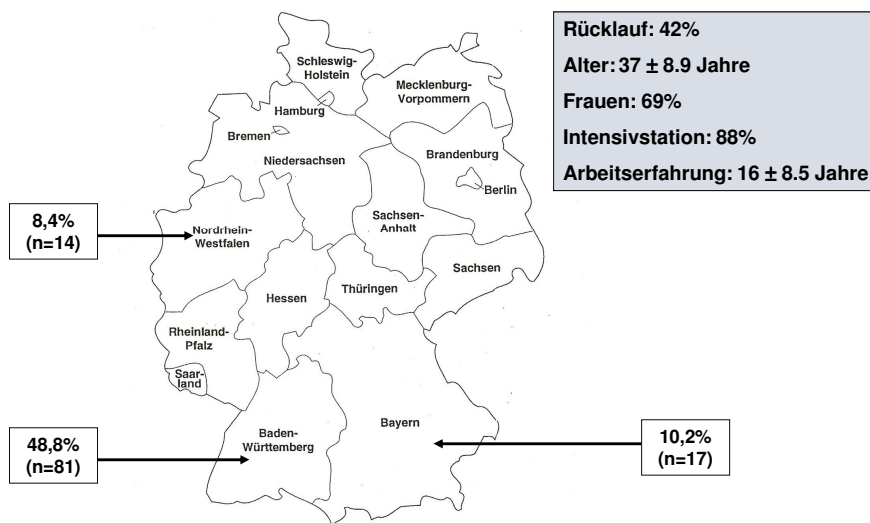 Rücklauf: 42%
Alter: 37 ± 8.9 Jahre
Frauen: 69%
Intensivstation: 88%
Arbeitserfahrung: 16 ± 8.5 Jahre
Schleswig-
Holstein
Mecklenburg-
Vorpommern
Hamburg
Bremen
Niedersachsen
Brandenburg
Berlin
8,4%
(n=14)
Nordrhein-
Westfalen
Sachsen-
Anhalt
Sachsen
Hessen
Thüringen
Rheinland-
Pfalz
Saar-
land
48,8%
(n=81)
Baden-
Württemberg
Bayern
10,2%
(n=17)